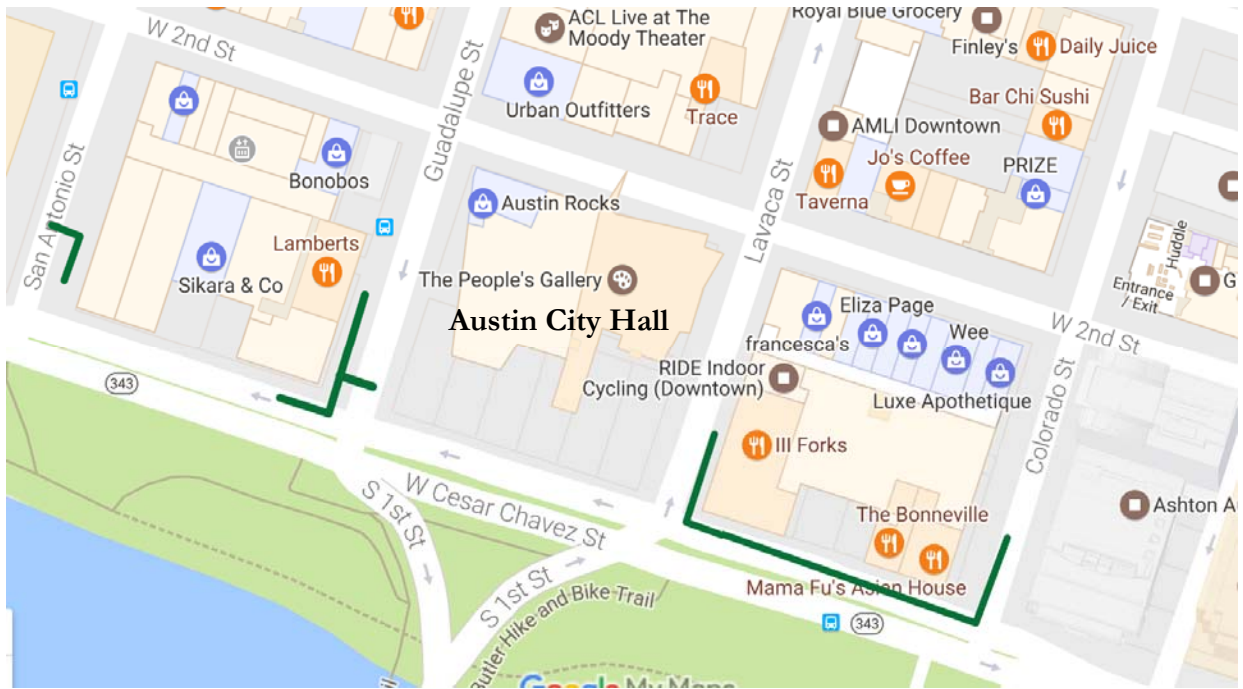 W 2nd St
ACL Live at The
Moody Theater
Royal Blue Grocery
Finley's
Daily Juice
Guadalupe St
Urban Outfitters
Trace
Bar Chi Sushi
AMLI Downtown
Jo's Coffee
PRIZE
Taverna
San Antonio St
Bonobos
Austin Rocks
Lavaca St
Huddle
Entrance
/ Exit
G
Lamberts
Sikara & Co
The People's Gallery
Austin City Hall
Eliza Page
francesca's
Wee
W 2nd St
RIDE Indoor
Cycling (Downtown)
Luxe Apothetique
Colorado St
343
III Forks
W Cesar Chavez St
S 1st St
The Bonneville
Ashton A
Mama Fu's Asian House
S 1st St
Butler Hike and Bike Trail
343
Google My Maps